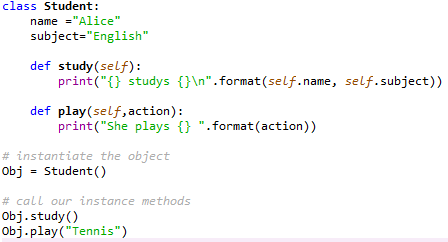 class Student:
    name ="Alice"
    subject="English"
    def study(self):
        print("{} studys {}\n".format(self.name, self.subject))
    def play(self,action):
        print("She plays {} ".format(action))
# instantiate the object
Obj = Student()
# call our instance methods
Obj.study()
Obj.play("Tennis")